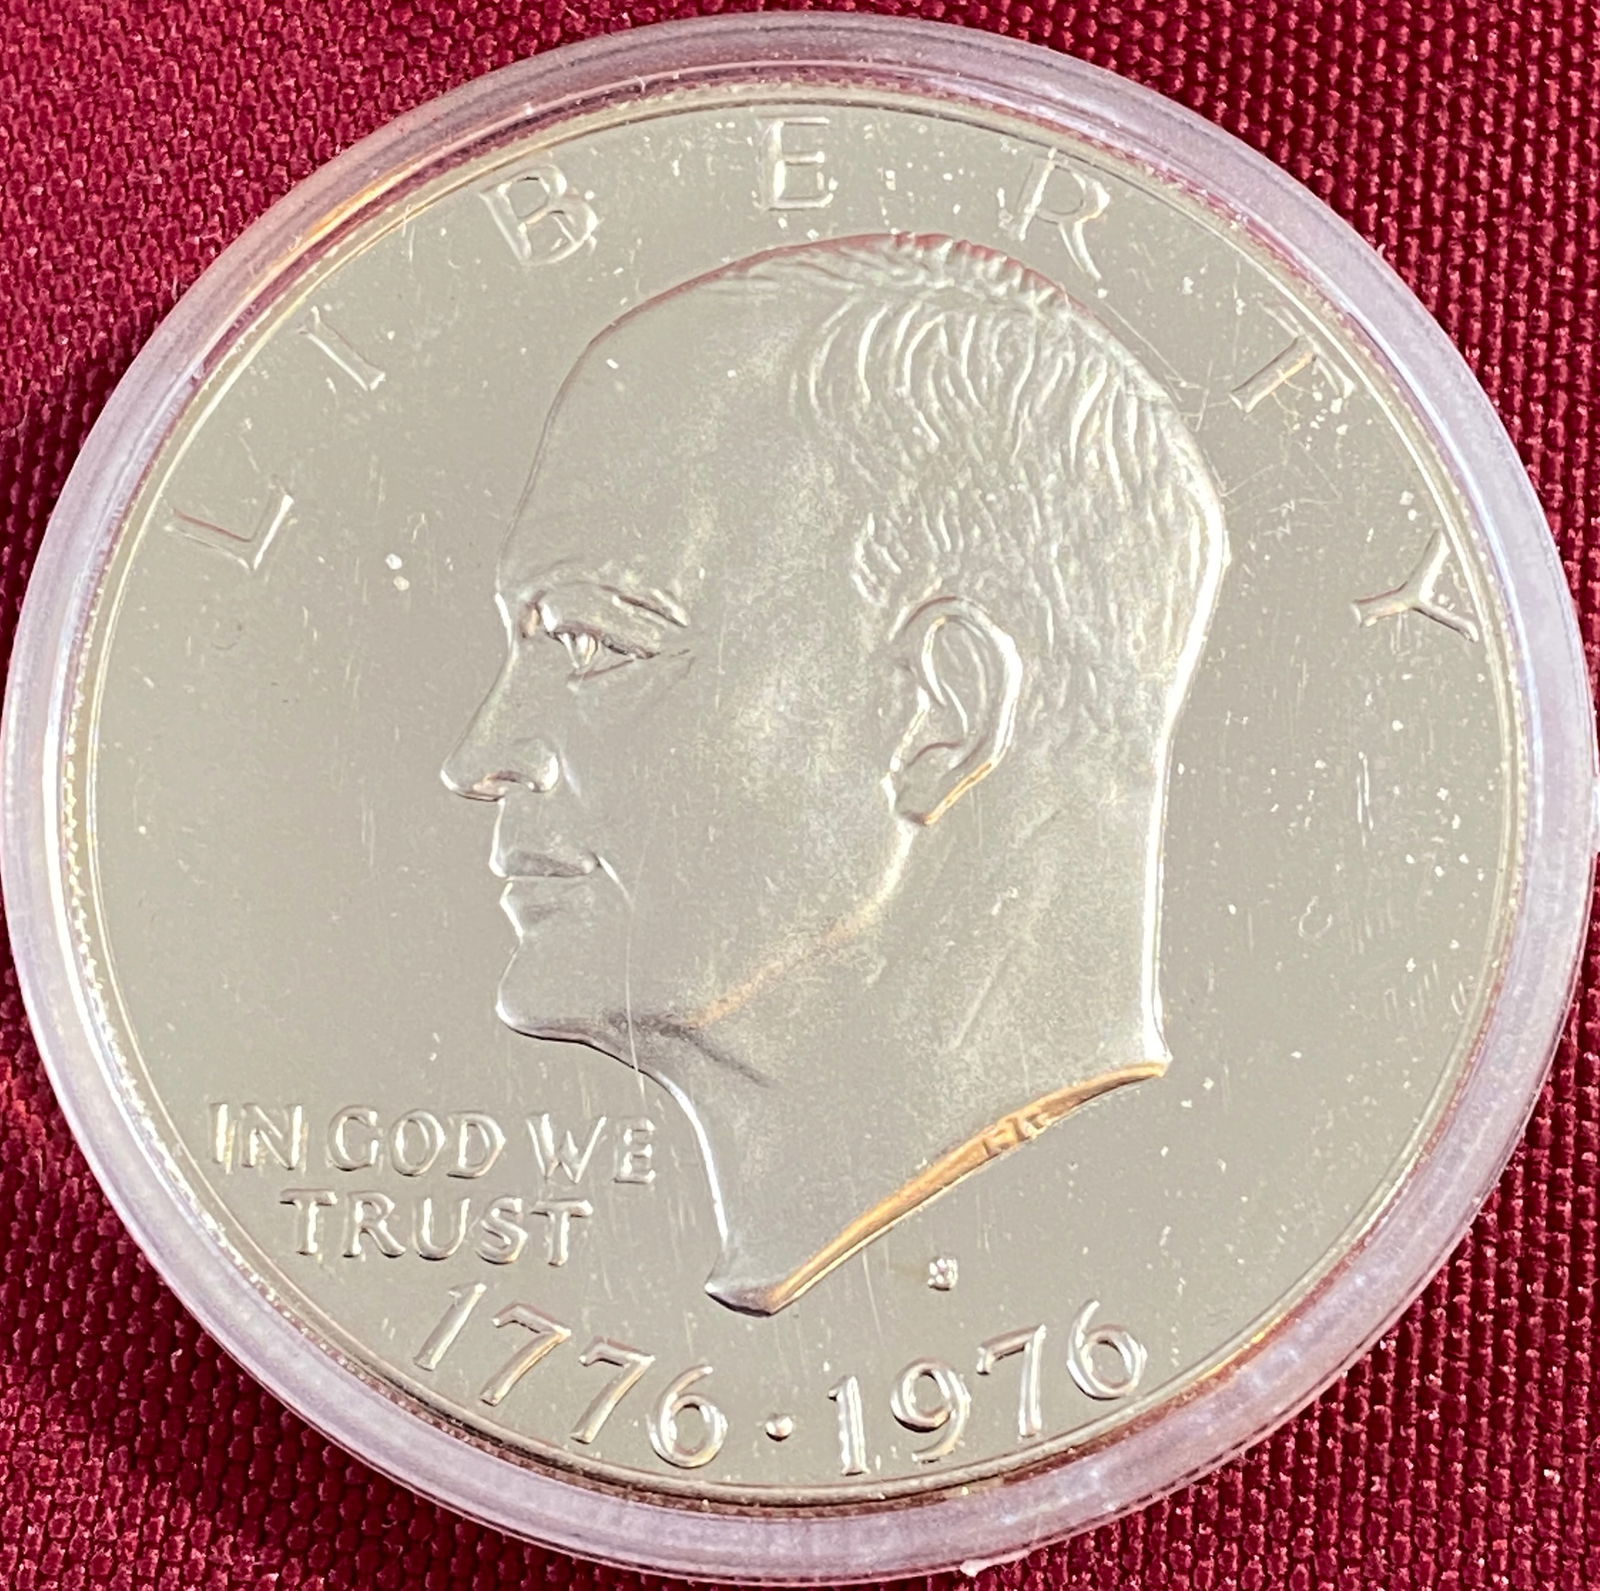 LIBERTY
IN GOD WE
TRUST
S
1776 · 1976